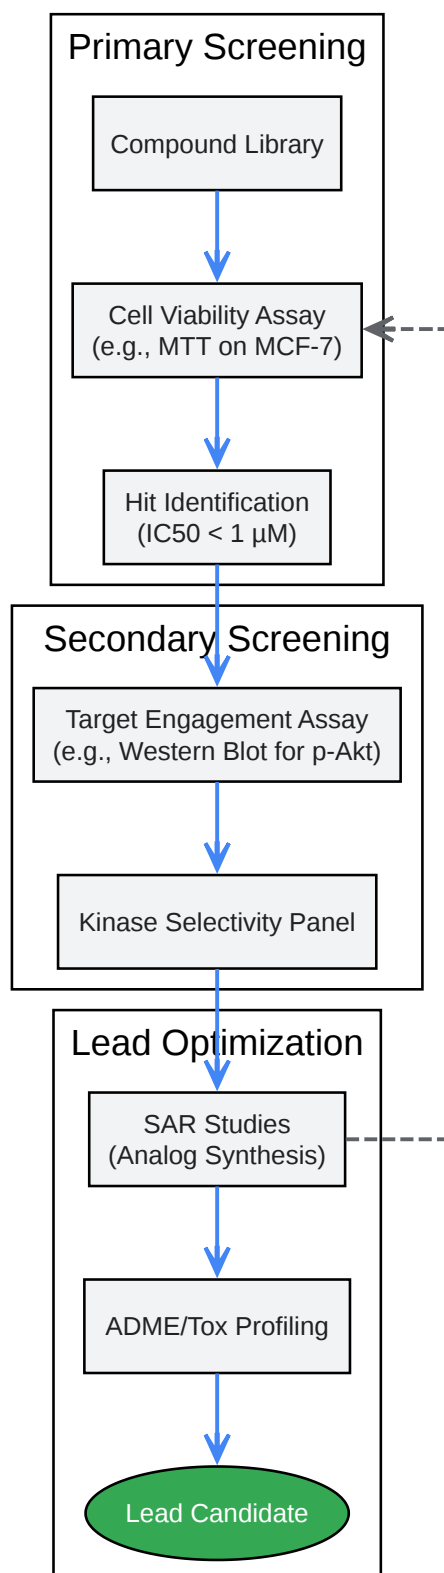 Primary Screening
Compound Library
Cell Viability Assay
(e.g., MTT on MCF-7)
Hit Identification
(IC50 < 1 µM)
Secondary Screening
Target Engagement Assay
(e.g., Western Blot for p-Akt)
Kinase Selectivity Panel
Lead Optimization
SAR Studies
(Analog Synthesis)
ADME/Tox Profiling
Lead Candidate